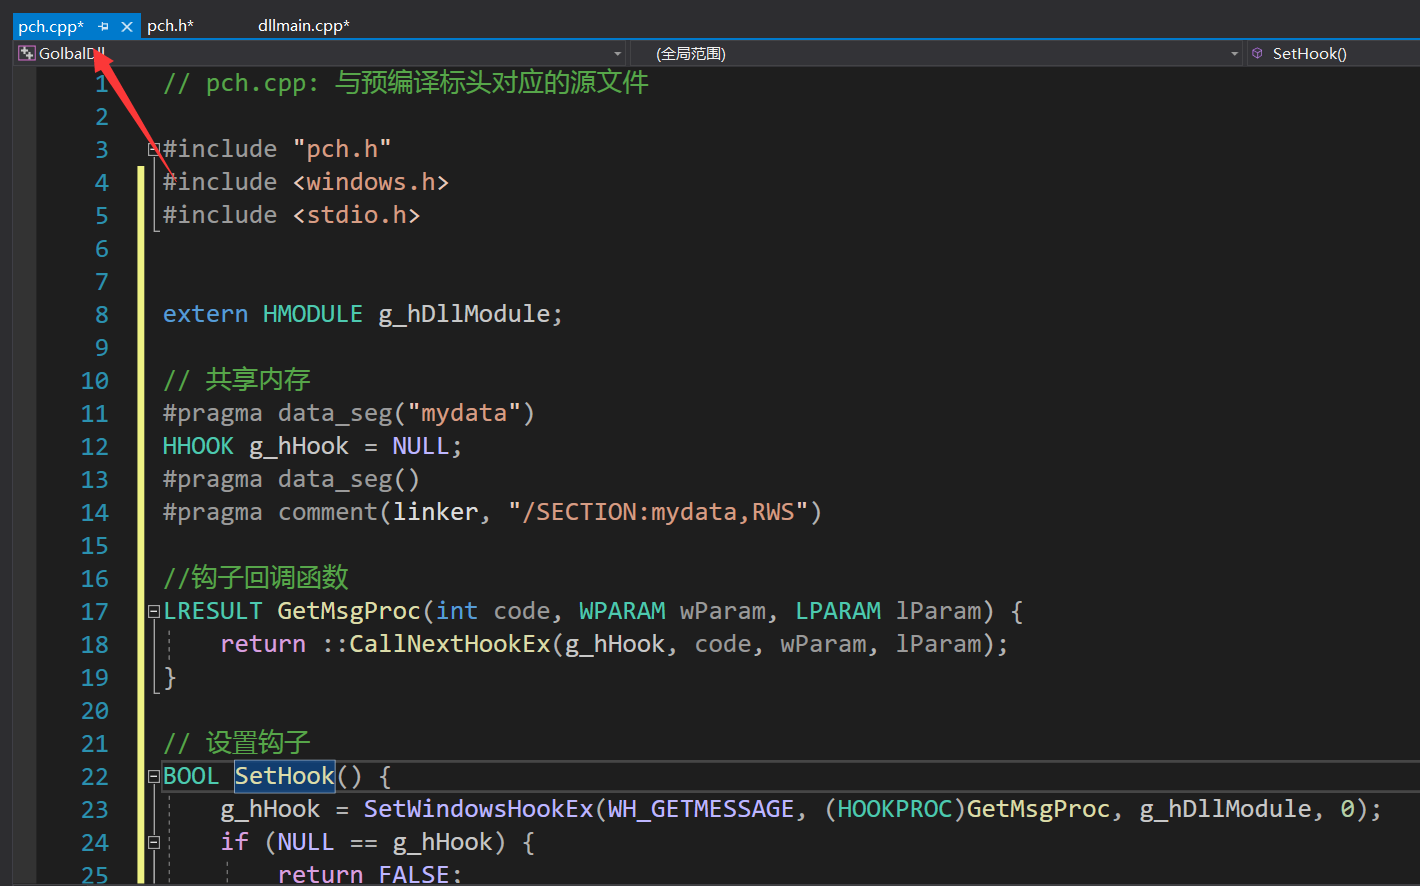 pch.cpp* pch.h* dllmain.cpp*
GolbalDll (全局范围) SetHook()
1 // pch.cpp: 与预编译标头对应的源文件
2
3 #include "pch.h"
4 #include <windows.h>
5 #include <stdio.h>
6
7
8 extern HMODULE g_hDllModule;
9
10 // 共享内存
11 #pragma data_seg("mydata")
12 HHOOK g_hHook = NULL;
13 #pragma data_seg()
14 #pragma comment(linker, "/SECTION:mydata,RWS")
15
16 //钩子回调函数
17 LRESULT GetMsgProc(int code, WPARAM wParam, LPARAM lParam) {
18 return ::CallNextHookEx(g_hHook, code, wParam, lParam);
19 }
20
21 // 设置钩子
22 BOOL SetHook() {
23 g_hHook = SetWindowsHookEx(WH_GETMESSAGE, (HOOKPROC)GetMsgProc, g_hDllModule, 0);
24 if (NULL == g_hHook) {
25 return FALSE;